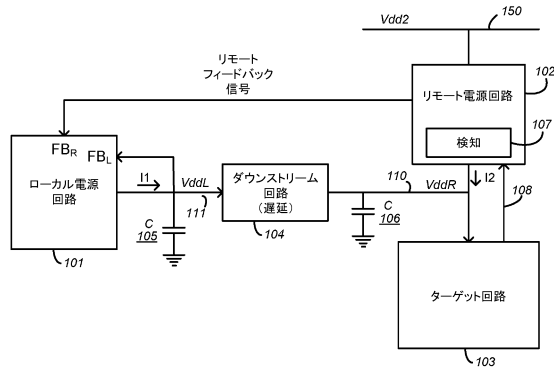 Vdd2
150
リモート
フィードバック
信号
102
リモート電源回路
107
検知
FBR
FBL
ローカル電源
回路
I1
VddL
111
ダウンストリーム
回路
(遅延)
110
VddR
I2
108
C
105
104
C
106
101
ターゲット回路
103